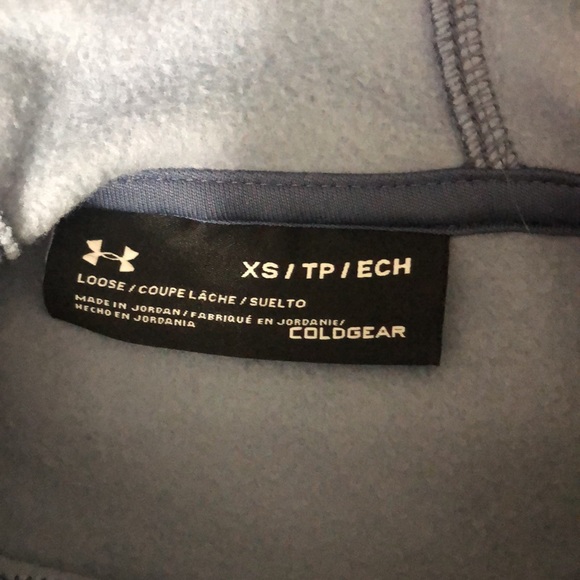 XS / TP / ECH
LOOSE / COUPE LÂCHE / SUELTO
MADE IN JORDAN / FABRIQUÉ EN JORDANIE/
HECHO EN JORDANIA
COLDGEAR